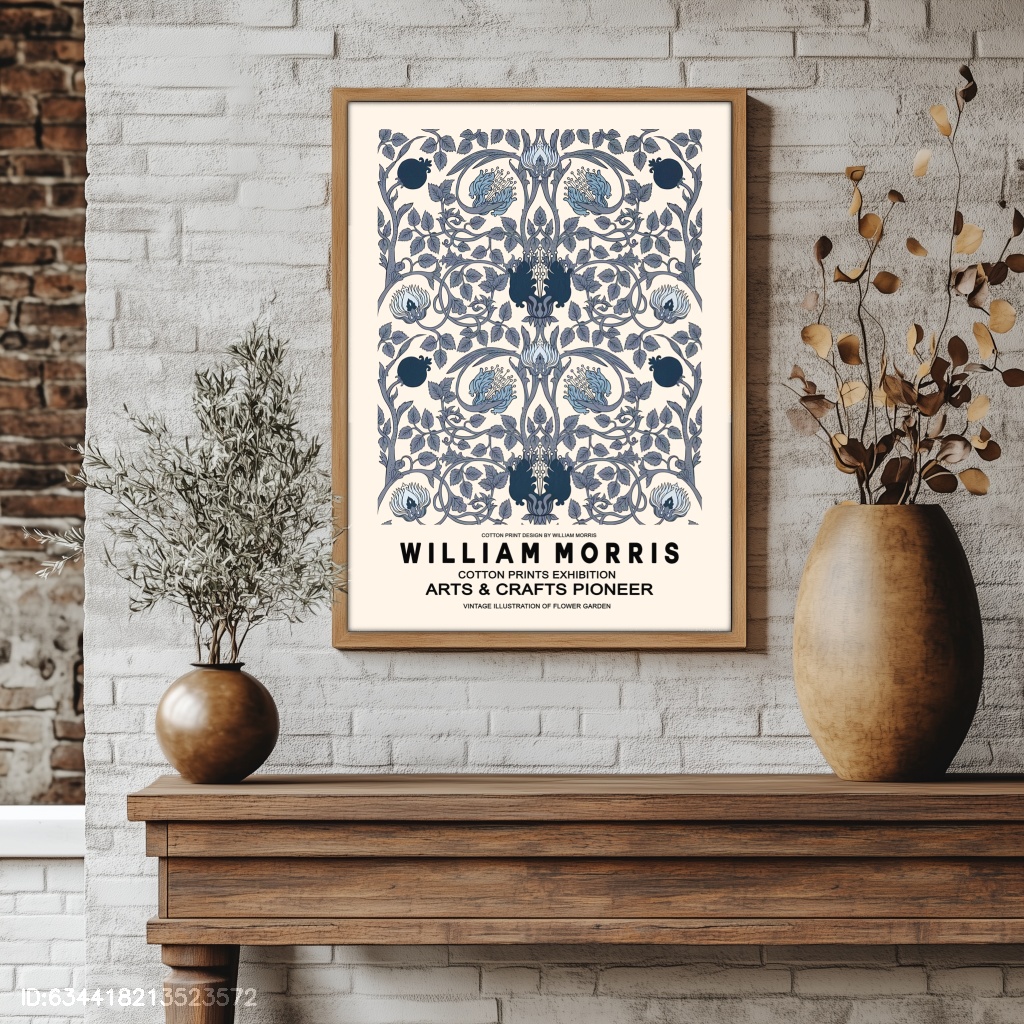 COTTON PRINT DESIGN BY WILLIAM MORRIS
WILLIAM MORRIS
COTTON PRINTS EXHIBITION
ARTS & CRAFTS PIONEER
VINTAGE ILLUSTRATION OF FLOWER GARDEN
ID:634418213523572